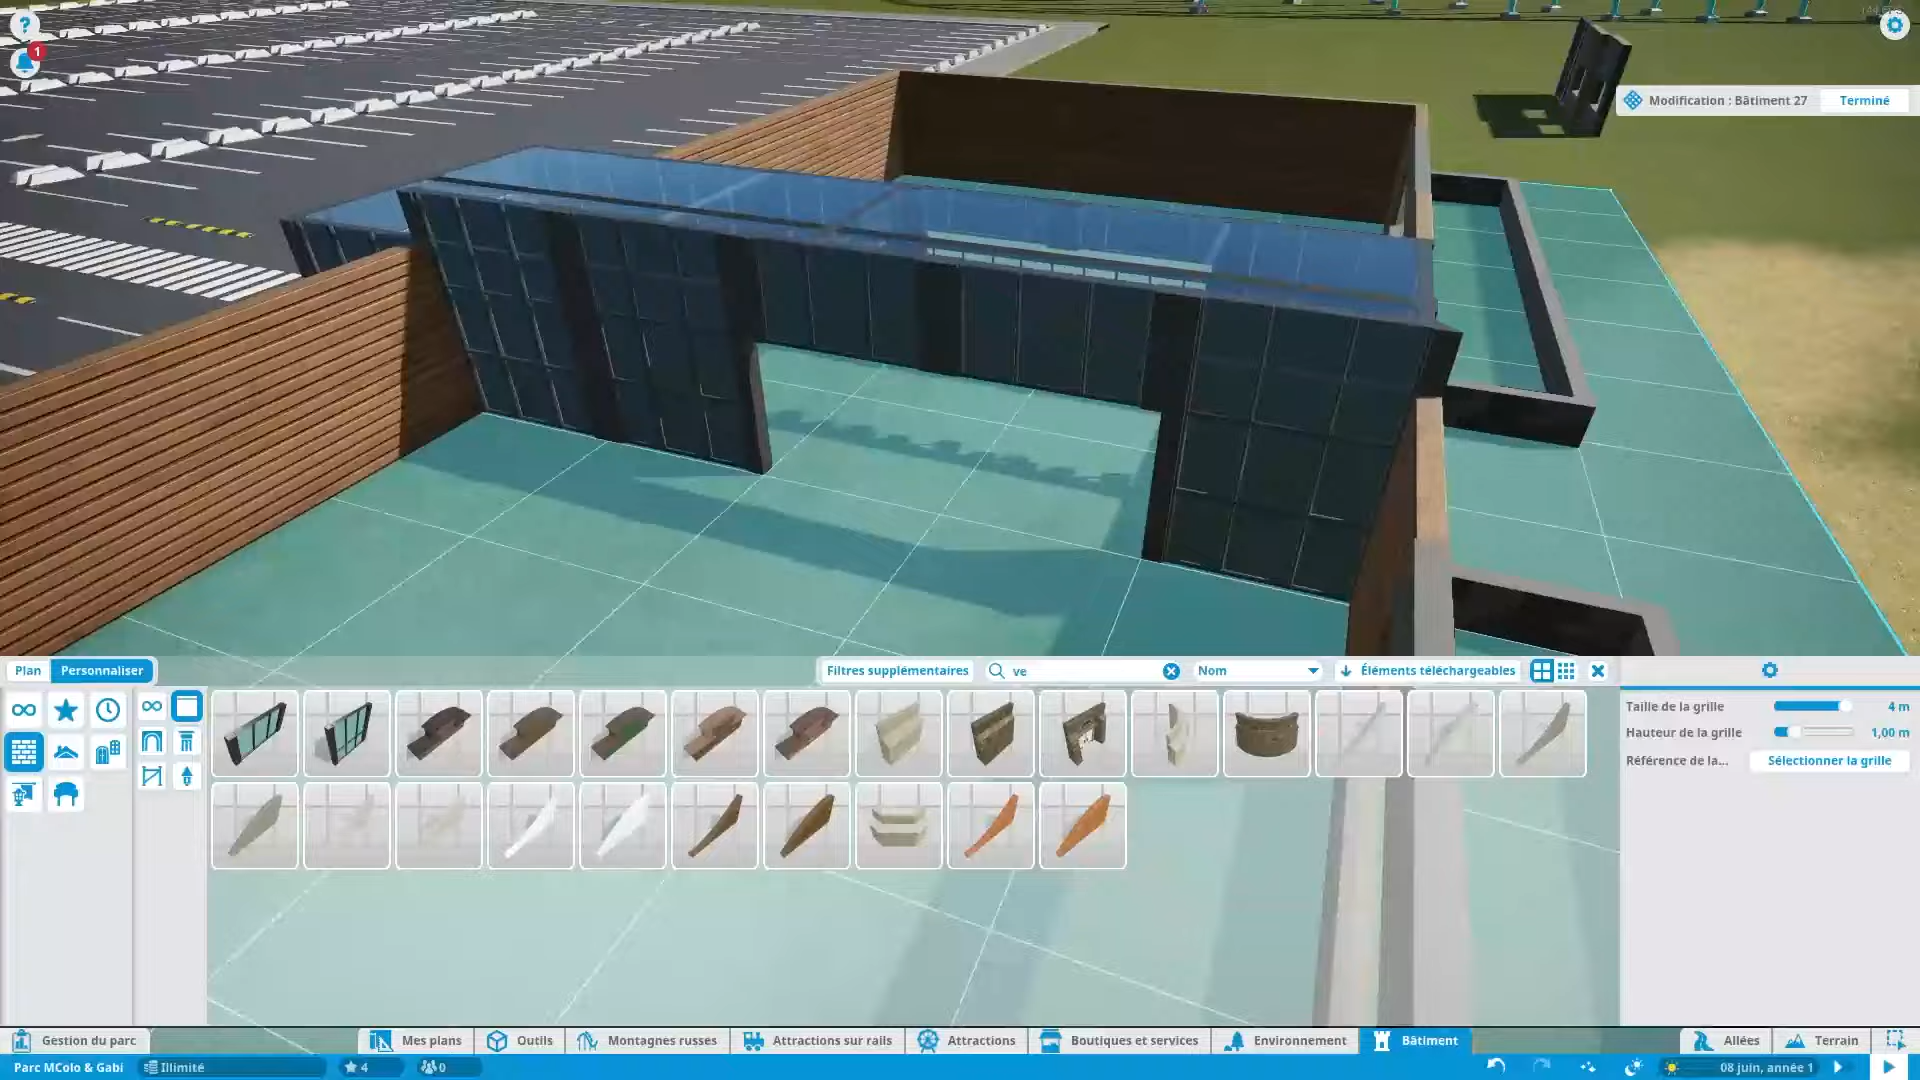 ?
1
Modification : Bâtiment 27
Terminé
Plan
Personnaliser
Filtres supplémentaires
ve
Nom
Éléments téléchargeables
Taille de la grille
4 m
Hauteur de la grille
1,00 m
Référence de la...
Sélectionner la grille
Gestion du parc
Mes plans
Outils
Montagnes russes
Attractions sur rails
Attractions
Boutiques et services
Environnement
Bâtiment
Allées
Terrain
Parc MColo & Gabi
Illimité
4
0
08 juin, année 1